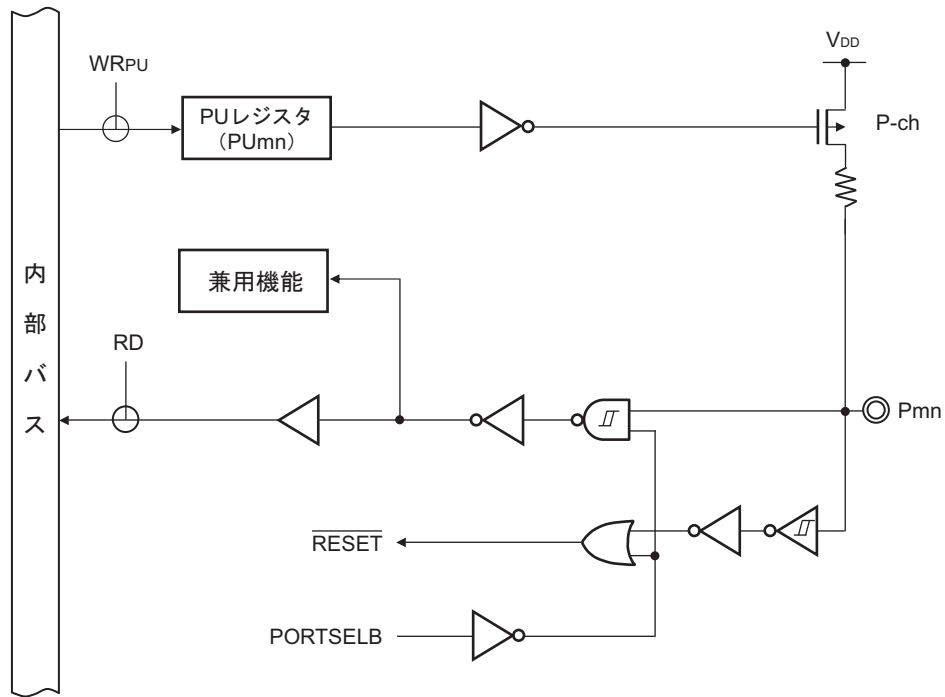 VDD
WRPU
PUレジスタ
（PUmn）
P-ch
内部バス
兼用機能
RD
Pmn
RESET
PORTSELB